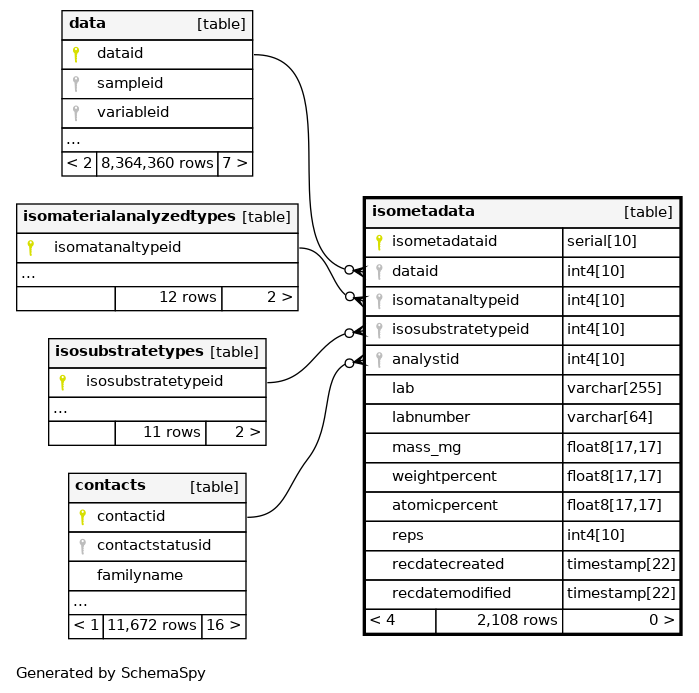 data [table]
dataid
sampleid
variableid
...
< 2 8,364,360 rows 7 >
isomaterialanalyzedtypes [table]
isomatanaltypeid
...
12 rows 2 >
isosubstratetypes [table]
isosubstratetypeid
...
11 rows 2 >
contacts [table]
contactid
contactstatusid
familyname
...
< 1 11,672 rows 16 >
isometadata [table]
isometadataid serial[10]
dataid int4[10]
isomatanaltypeid int4[10]
isosubstratetypeid int4[10]
analystid int4[10]
lab varchar[255]
labnumber varchar[64]
mass_mg float8[17,17]
weightpercent float8[17,17]
atomicpercent float8[17,17]
reps int4[10]
recdatecreated timestamp[22]
recdatemodified timestamp[22]
< 4 2,108 rows 0 >
Generated by SchemaSpy